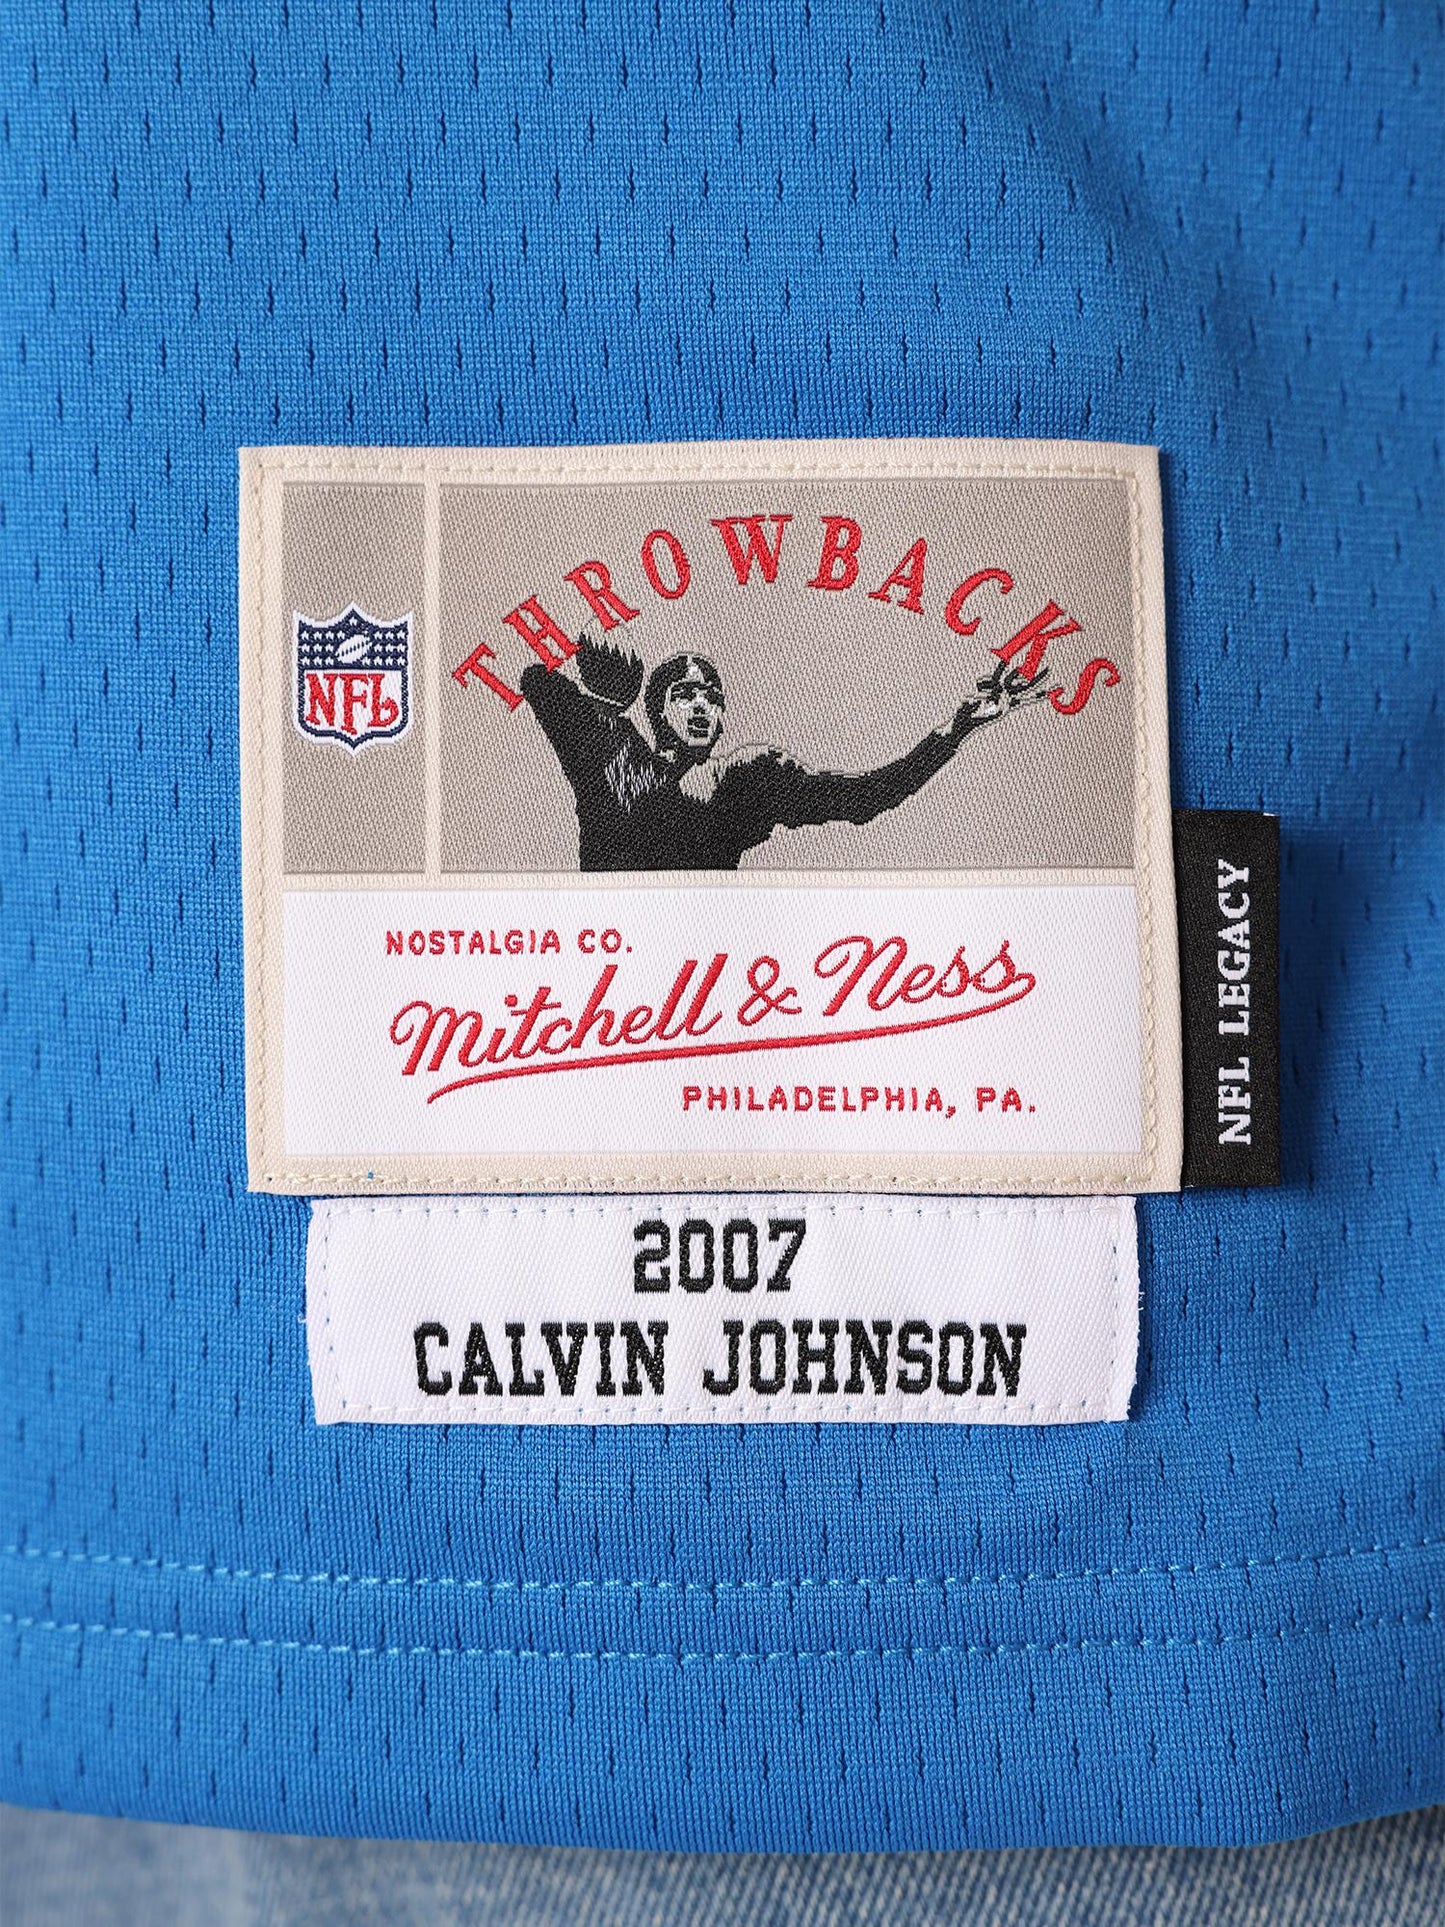 THROWBACKS
NFL
NOSTALGIA CO.
Mitchell & Ness
PHILADELPHIA, PA.
NFL LEGACY
2007
CALVIN JOHNSON